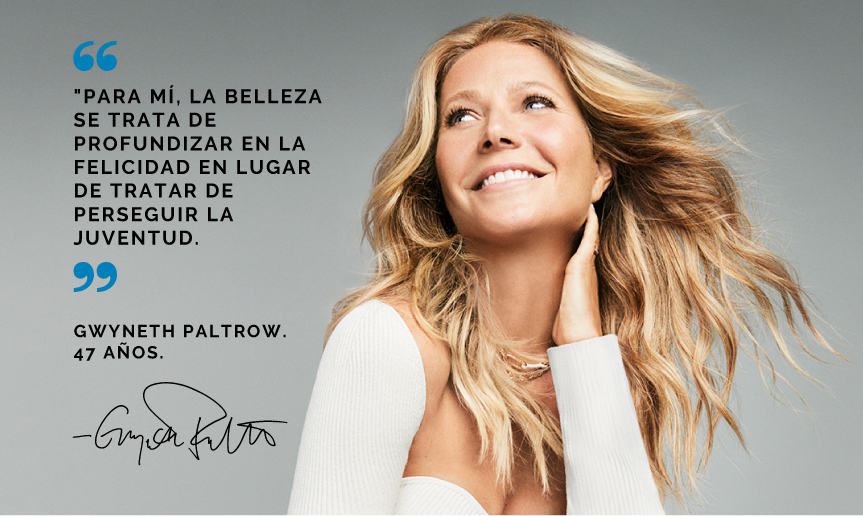 “
"PARA MÍ, LA BELLEZA
SE TRATA DE
PROFUNDIZAR EN LA
FELICIDAD EN LUGAR
DE TRATAR DE
PERSEGUIR LA
JUVENTUD.
”
GWYNETH PALTROW.
47 AÑOS.